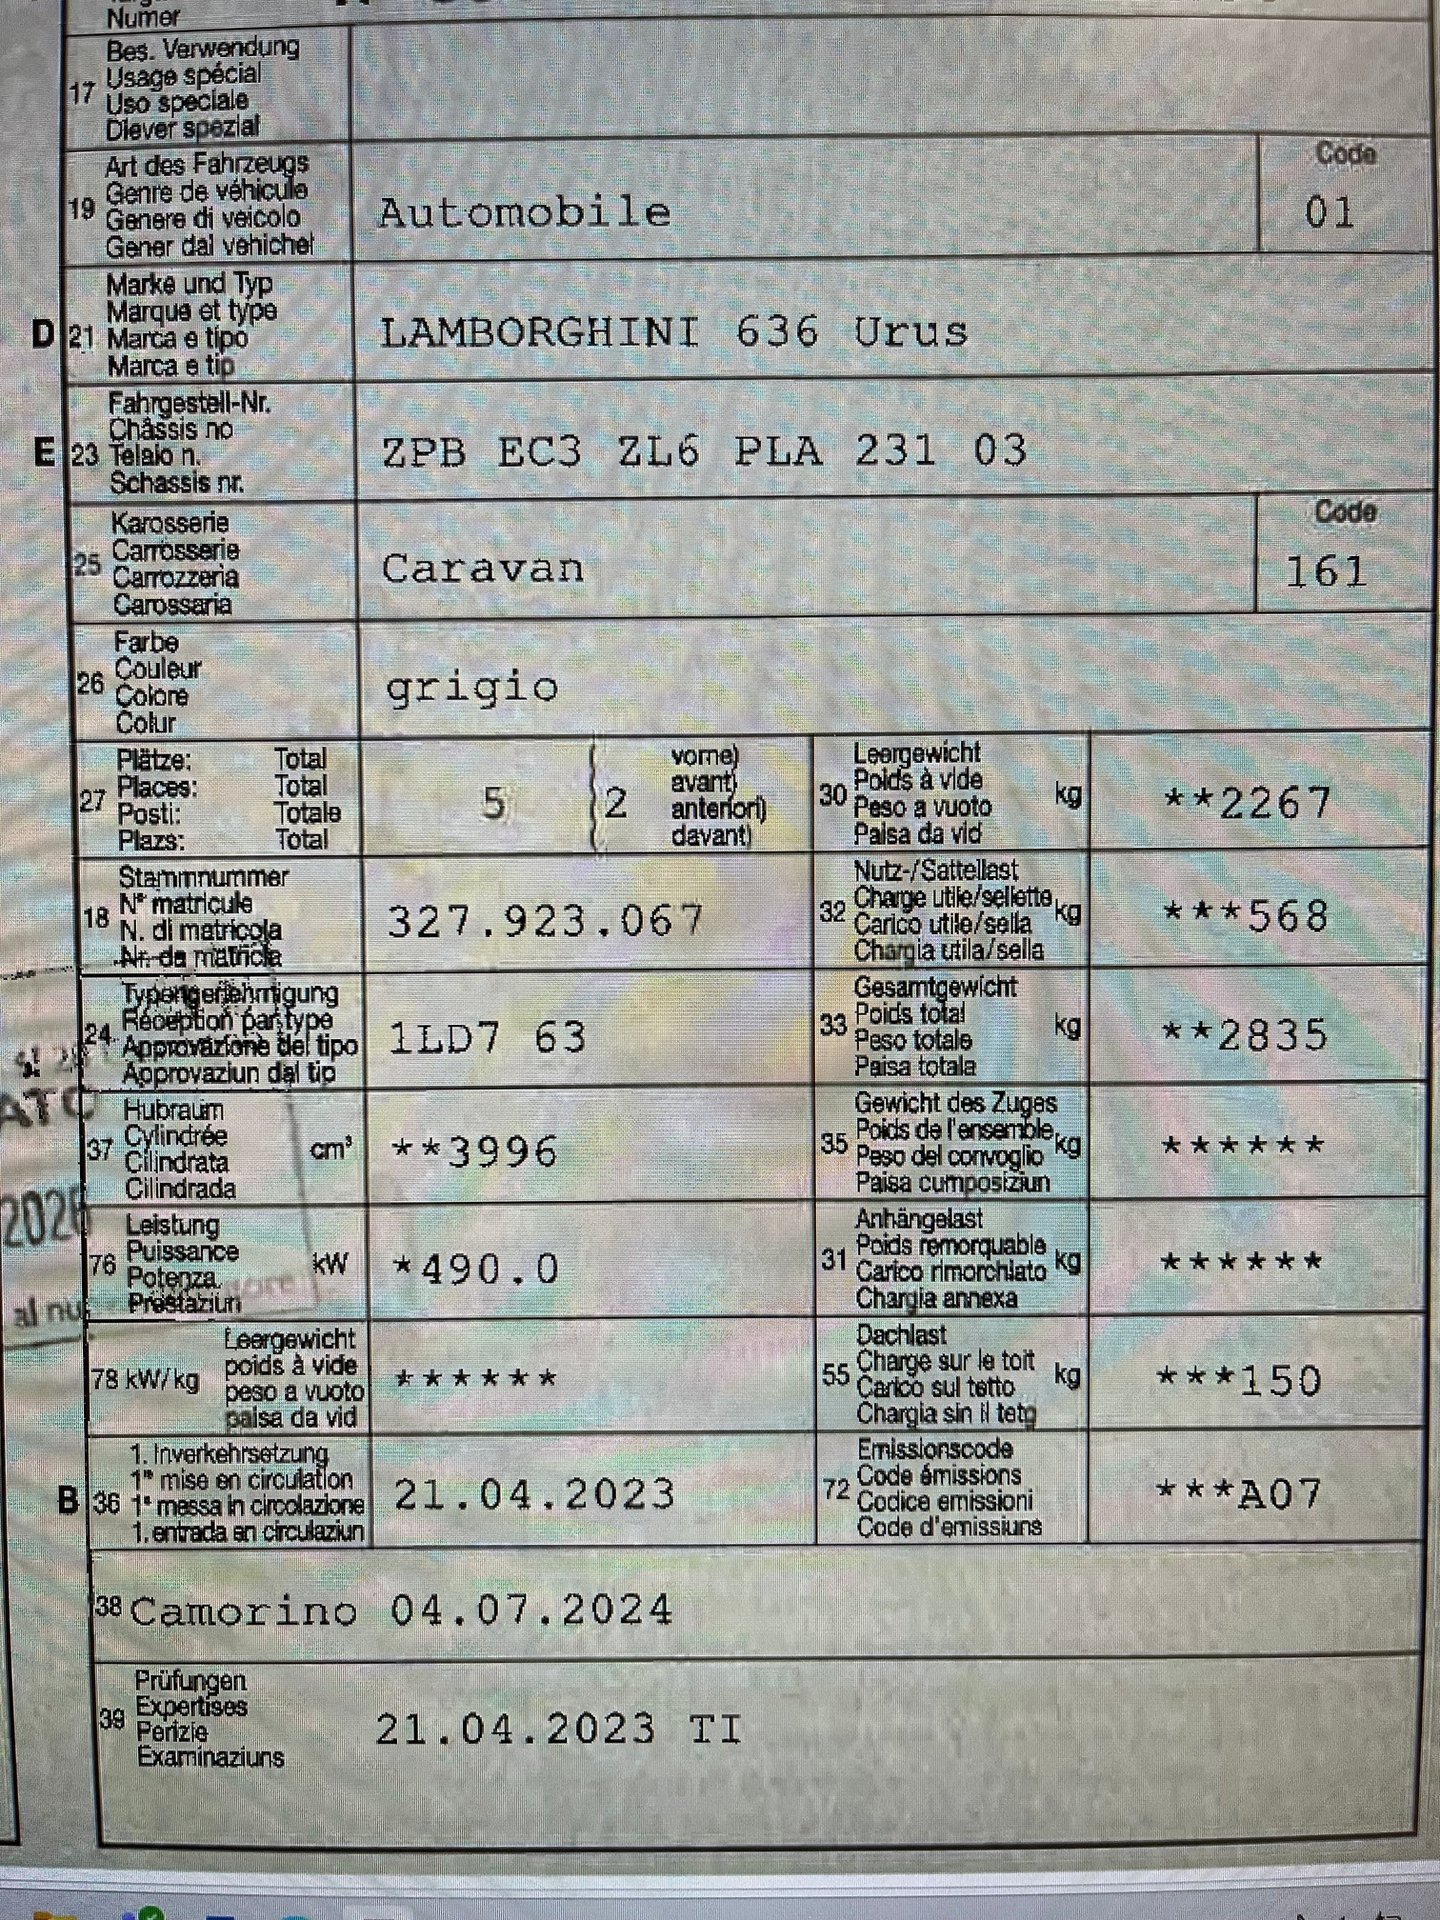 Numer
17 Bes. Verwendung
Usage spécial
Uso speciale
Diever spezial
19 Art des Fahrzeugs
Genre de véhicule
Genere di veicolo
Gener dal vehichel
Automobile
Code
01
D 21 Marke und Typ
Marque et type
Marca e tipo
Marca e tip
LAMBORGHINI 636 Urus
E 23 Fahrgestell-Nr.
Châssis no
Telaio n.
Schassis nr.
ZPB EC3 ZL6 PLA 231 03
25 Karosserie
Carrosserie
Carrozzeria
Carossaria
Caravan
Code
161
26 Farbe
Couleur
Colore
Colur
grigio
27 Plätze: Total
Places: Total
Posti: Totale
Plazs: Total
5 ( 2 vorne)
avant)
anteriori)
davant)
30 Leergewicht
Poids à vide
Peso a vuoto
Paisa da vid
kg
**2267
18 Stammnummer
N° matricule
N. di matricola
Nr. da matricla
327.923.067
32 Nutz-/Sattellast
Charge utile/sellette
Carico utile/sella
Chargia utila/sella
kg
***568
24 Typengenehmigung
Réception par type
Approvazione del tipo
Approvaziun dal tip
1LD7 63
33 Gesamtgewicht
Poids total
Peso totale
Paisa totala
kg
**2835
37 Hubraum
Cylindrée
Cilindrata
Cilindrada
cm³
**3996
35 Gewicht des Zuges
Poids de l'ensemble
Peso del convoglio
Paisa cumposiziun
kg
******
76 Leistung
Puissance
Potenza
Prestaziun
kW
*490.0
31 Anhängelast
Poids remorquable
Carico rimorchiato
Chargia annexa
kg
******
78 kW/kg Leergewicht
poids à vide
peso a vuoto
paisa da vid
******
55 Dachlast
Charge sur le toit
Carico sul tetto
Chargia sin il tetg
kg
***150
B 36 1. Inverkehrsetzung
1re mise en circulation
1a messa in circolazione
1. entrada en circulaziun
21.04.2023
72 Emissionscode
Code émissions
Codice emissioni
Code d'emissiuns
***A07
38 Camorino 04.07.2024
39 Prüfungen
Expertises
Perizie
Examinaziuns
21.04.2023 TI
ATO
al nu